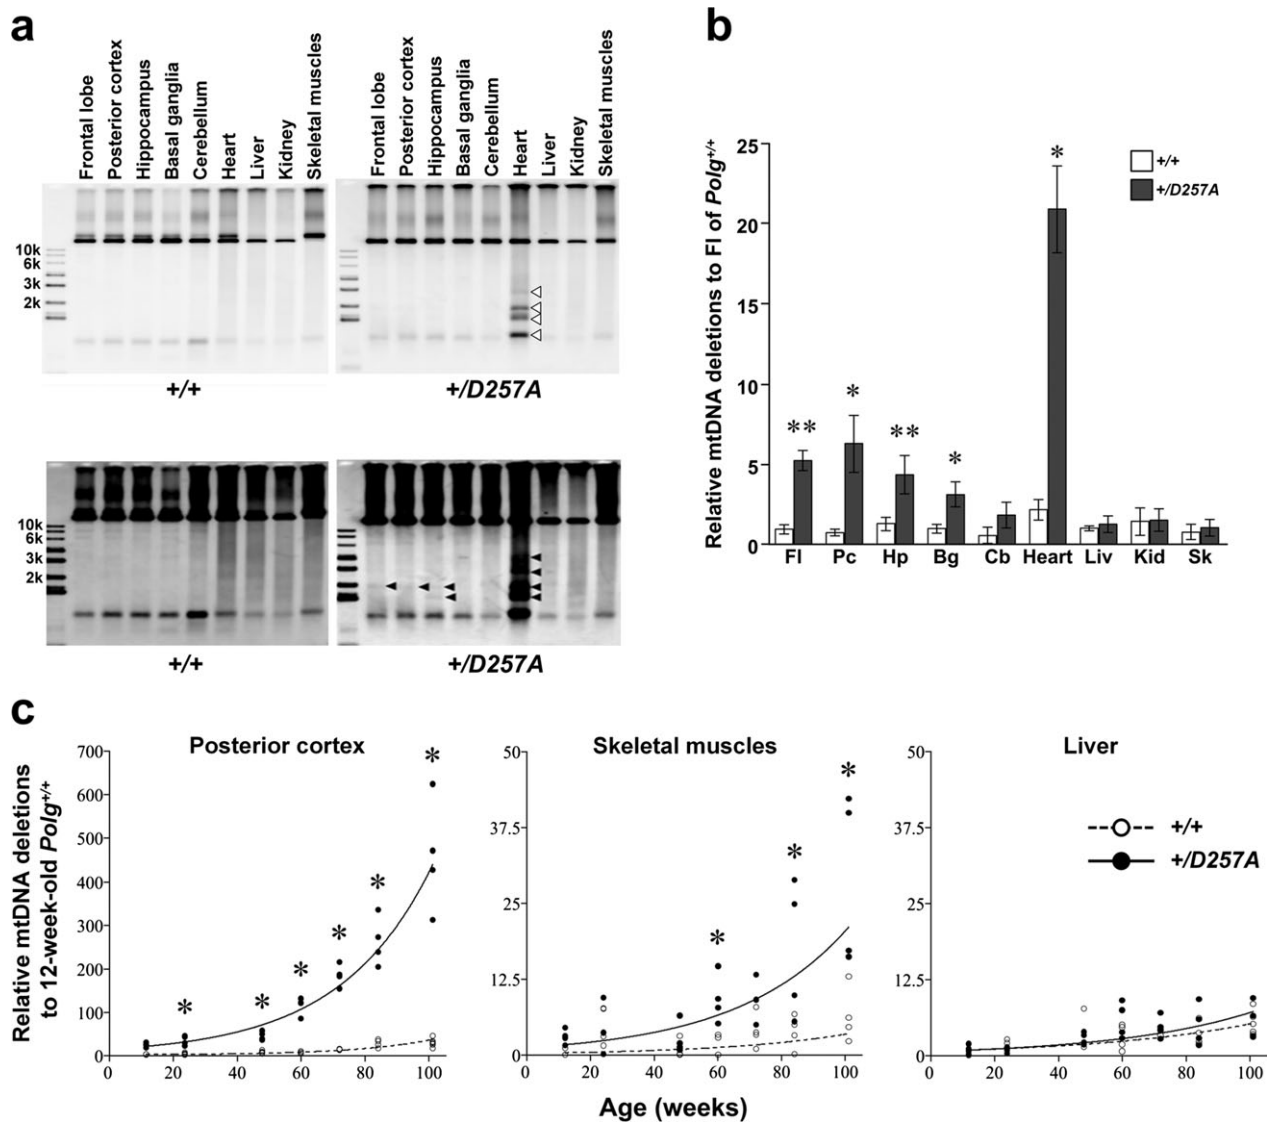 a
Frontal lobe
Posterior cortex
Hippocampus
Basal ganglia
Cerebellum
Heart
Liver
Kidney
Skeletal muscles
Frontal lobe
Posterior cortex
Hippocampus
Basal ganglia
Cerebellum
Heart
Liver
Kidney
Skeletal muscles
10k
6k
3k
2k
+/+
+/D257A
10k
6k
3k
2k
+/+
+/D257A
b
Relative mtDNA deletions to Fl of Polg+/+
25
20
15
10
5
0
** * ** * *
+/+
+/D257A
Fl Pc Hp Bg Cb Heart Liv Kid Sk
c
Relative mtDNA deletions
to 12-week-old Polg+/+
Posterior cortex
700
600
500
400
300
200
100
0
* * * * * *
0 20 40 60 80 100
Skeletal muscles
50
37.5
25
12.5
0
* * *
0 20 40 60 80 100
Liver
50
37.5
25
12.5
0
+/+
+/D257A
0 20 40 60 80 100
Age (weeks)